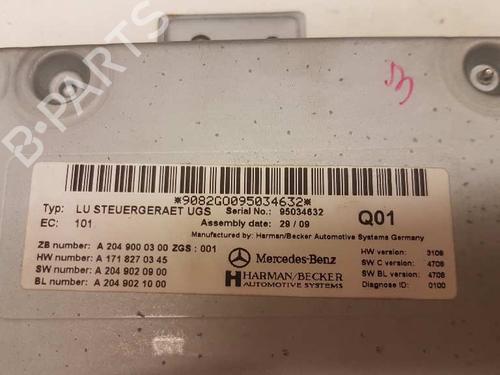 B-PARTS
*9082GO095034632*
Typ: LU STEUERGERAET UGS Serial No.: 95034632 Q01
EC: 101 Assembly date: 29 / 09
Manufactured by: Harman/Becker Automotive Systems Germany
ZB number: A 204 900 03 00 ZGS : 001
HW number: A 171 827 03 45
SW number: A 204 902 09 00
BL number: A 204 902 10 00
Mercedes-Benz
HARMAN/BECKER
AUTOMOTIVE SYSTEMS
HW version: 3108
SW C version: 4708
SW BL version: 4708
Diagnose ID: 0100